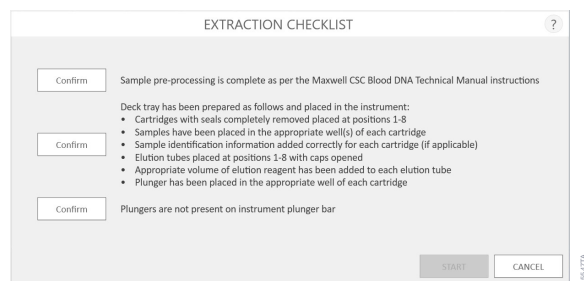 EXTRACTION CHECKLIST
?
Confirm
Sample pre-processing is complete as per the Maxwell CSC Blood DNA Technical Manual instructions
Deck tray has been prepared as follows and placed in the instrument:
• Cartridges with seals completely removed placed at positions 1-8
• Samples have been placed in the appropriate well(s) of each cartridge
Confirm
• Sample identification information added correctly for each cartridge (if applicable)
• Elution tubes placed at positions 1-8 with caps opened
• Appropriate volume of elution reagent has been added to each elution tube
• Plunger has been placed in the appropriate well of each cartridge
Confirm
Plungers are not present on instrument plunger bar
START
CANCEL